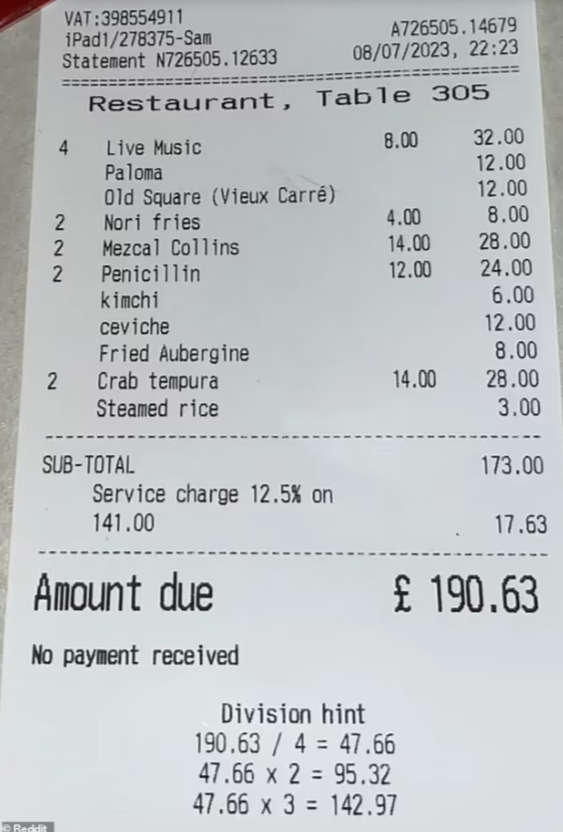 VAT:398554911
iPad1/278375-Sam A726505.14679
Statement N726505.12633 08/07/2023, 22:23
Restaurant, Table 305
4 Live Music 8.00 32.00
Paloma 12.00
Old Square (Vieux Carré) 12.00
2 Nori fries 4.00 8.00
2 Mezcal Collins 14.00 28.00
2 Penicillin 12.00 24.00
kimchi 6.00
ceviche 12.00
Fried Aubergine 8.00
2 Crab tempura 14.00 28.00
Steamed rice 3.00
SUB-TOTAL 173.00
Service charge 12.5% on
141.00 17.63
Amount due £ 190.63
No payment received
Division hint
190.63 / 4 = 47.66
47.66 x 2 = 95.32
47.66 x 3 = 142.97
© Reddit